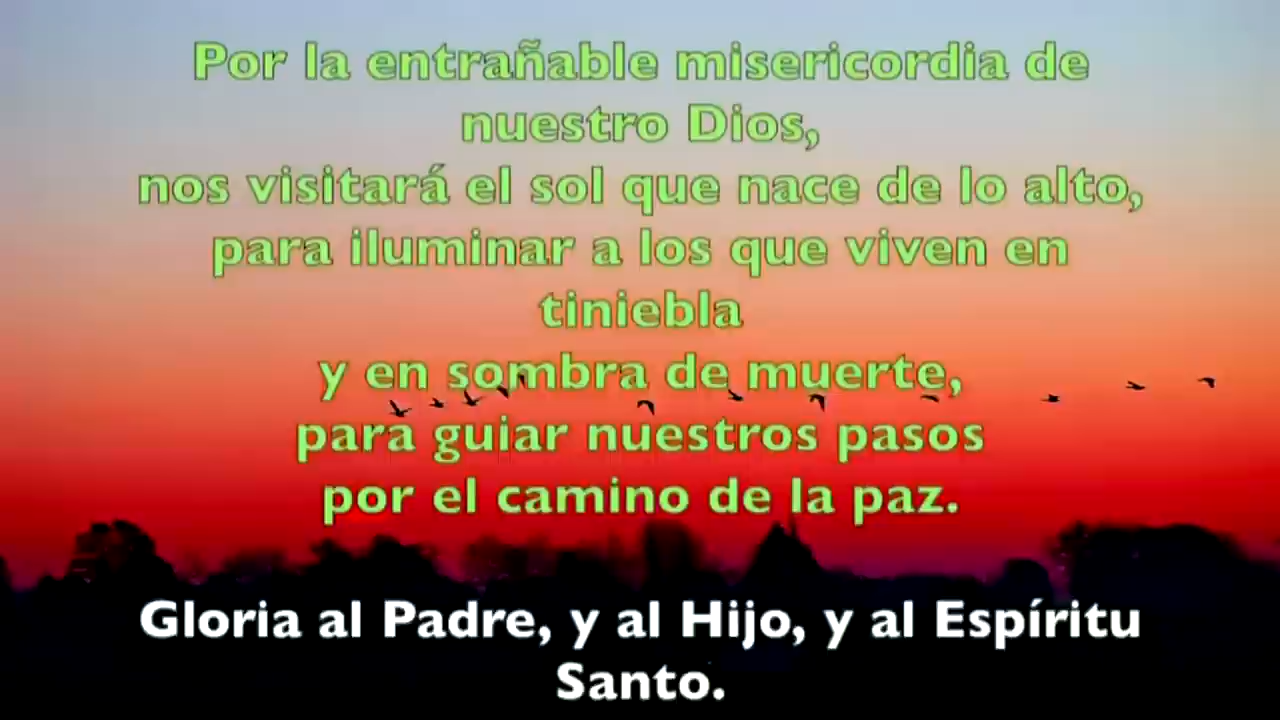 Por la entrañable misericordia de
nuestro Dios,
nos visitará el sol que nace de lo alto,
para iluminar a los que viven en
tiniebla
y en sombra de muerte,
para guiar nuestros pasos
por el camino de la paz.
Gloria al Padre, y al Hijo, y al Espíritu
Santo.